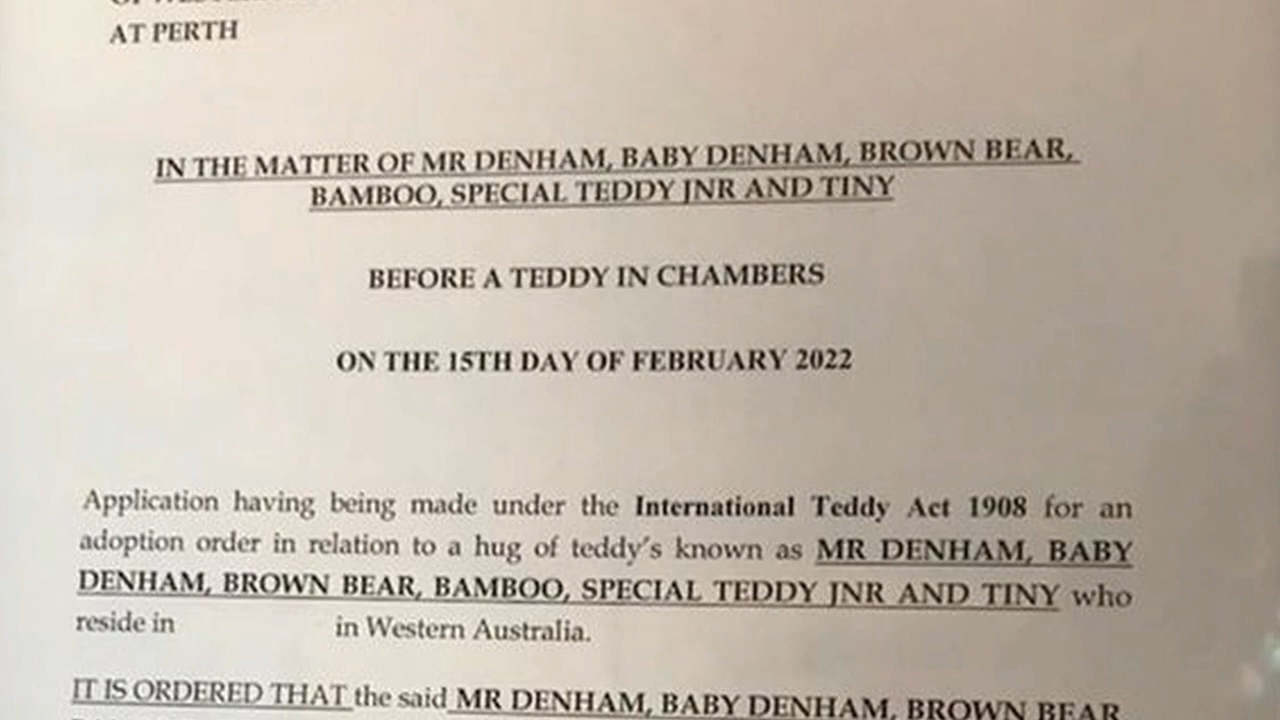 AT PERTH
IN THE MATTER OF MR DENHAM, BABY DENHAM, BROWN BEAR,
BAMBOO, SPECIAL TEDDY JNR AND TINY
BEFORE A TEDDY IN CHAMBERS
ON THE 15TH DAY OF FEBRUARY 2022
Application having being made under the International Teddy Act 1908 for an
adoption order in relation to a hug of teddy's known as MR DENHAM, BABY
DENHAM, BROWN BEAR, BAMBOO, SPECIAL TEDDY JNR AND TINY who
reside in in Western Australia.
IT IS ORDERED THAT the said MR DENHAM, BABY DENHAM, BROWN BEAR,